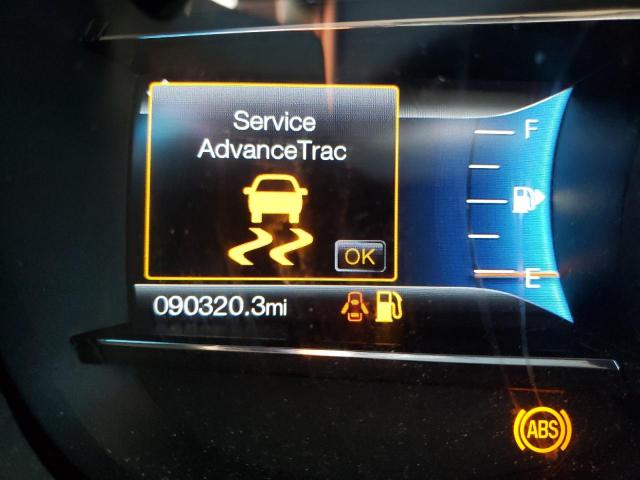 Service
AdvanceTrac
OK
F
E
090320.3mi
ABS